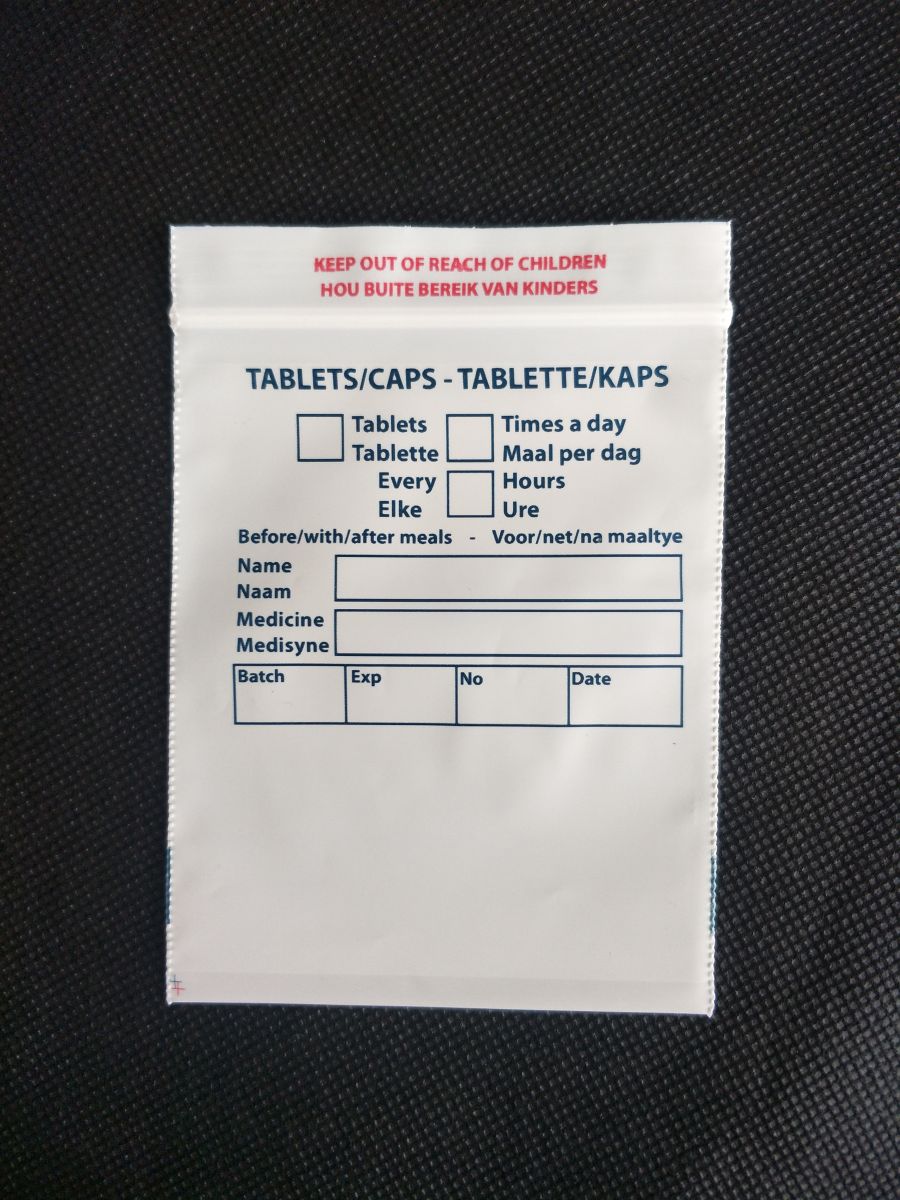 KEEP OUT OF REACH OF CHILDREN
HOU BUITE BEREIK VAN KINDERS
TABLETS/CAPS - TABLETTE/KAPS
Tablets Times a day
Tablette Maal per dag
Every Hours
Elke Ure
Before/with/after meals - Voor/net/na maaltye
Name
Naam
Medicine
Medisyne
Batch Exp No Date